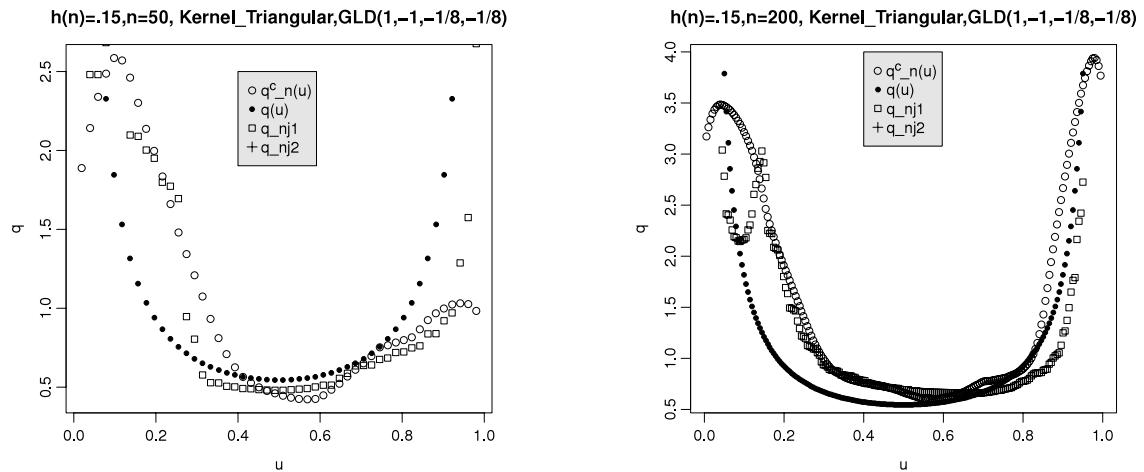 h(n)=.15,n=50, Kernel_Triangular,GLD(1,−1,−1/8,−1/8)
2.5
2.0
1.5
1.0
0.5
q
q^c_n(u)
q(u)
q_nj1
q_nj2
0.0 0.2 0.4 0.6 0.8 1.0
u
h(n)=.15,n=200, Kernel_Triangular,GLD(1,−1,−1/8,−1/8)
4.0
3.5
3.0
2.5
2.0
1.5
1.0
0.5
q
q^c_n(u)
q(u)
q_nj1
q_nj2
0.0 0.2 0.4 0.6 0.8 1.0
u